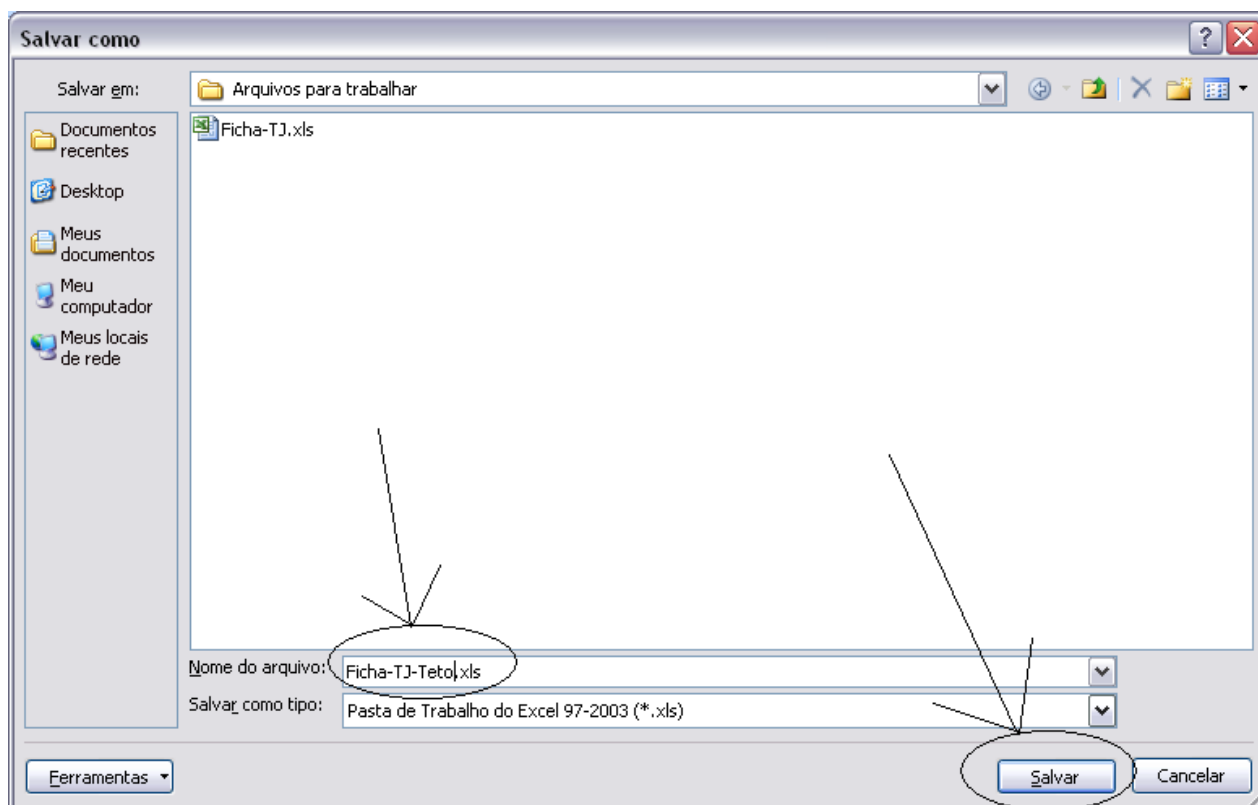 Salvar como
Salvar em:
Arquivos para trabalhar
Documentos
recentes
Desktop
Meus
documentos
Meu
computador
Meus locais
de rede
Ficha-TJ.xls
Nome do arquivo:
Ficha-TJ-Teto.xls
Salvar como tipo:
Pasta de Trabalho do Excel 97-2003 (*.xls)
Ferramentas
Salvar
Cancelar